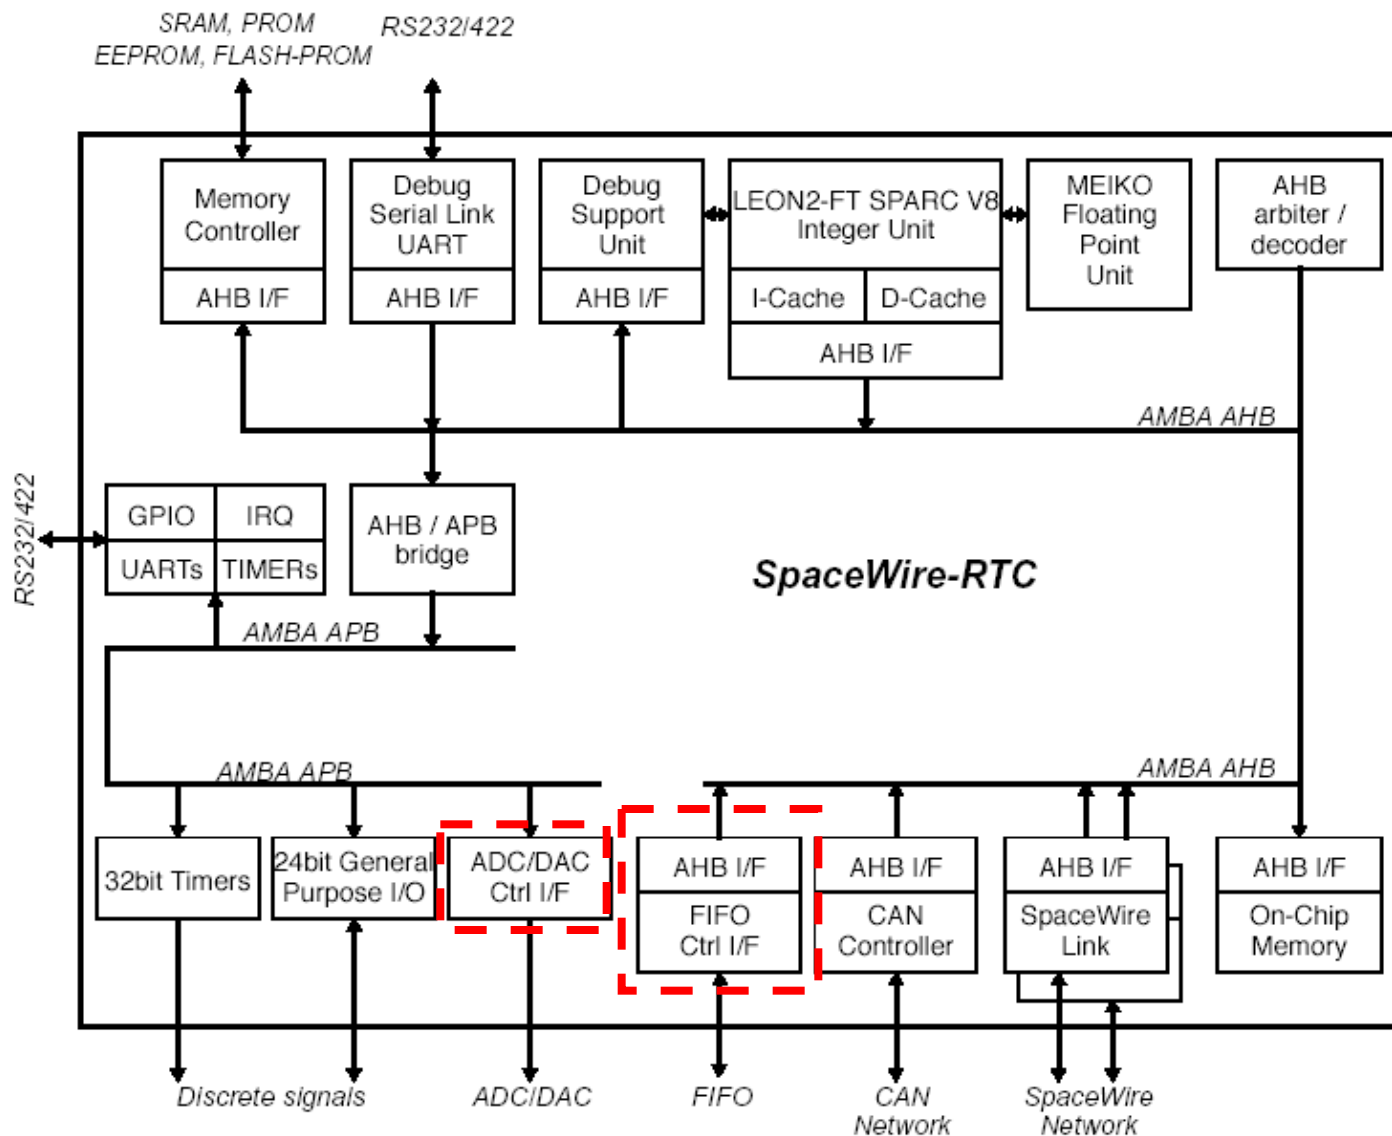 SRAM, PROM
EEPROM, FLASH-PROM
RS232/422
Memory
Controller
AHB I/F
Debug
Serial Link
UART
AHB I/F
Debug
Support
Unit
AHB I/F
LEON2-FT SPARC V8
Integer Unit
I-Cache
D-Cache
AHB I/F
MEIKO
Floating
Point
Unit
AHB
arbiter /
decoder
AMBA AHB
RS232/422
GPIO
IRQ
UARTs
TIMERs
AHB / APB
bridge
SpaceWire-RTC
AMBA APB
AMBA APB
AMBA AHB
32bit Timers
24bit General
Purpose I/O
ADC/DAC
Ctrl I/F
AHB I/F
FIFO
Ctrl I/F
AHB I/F
CAN
Controller
AHB I/F
SpaceWire
Link
AHB I/F
On-Chip
Memory
Discrete signals
ADC/DAC
FIFO
CAN
Network
SpaceWire
Network